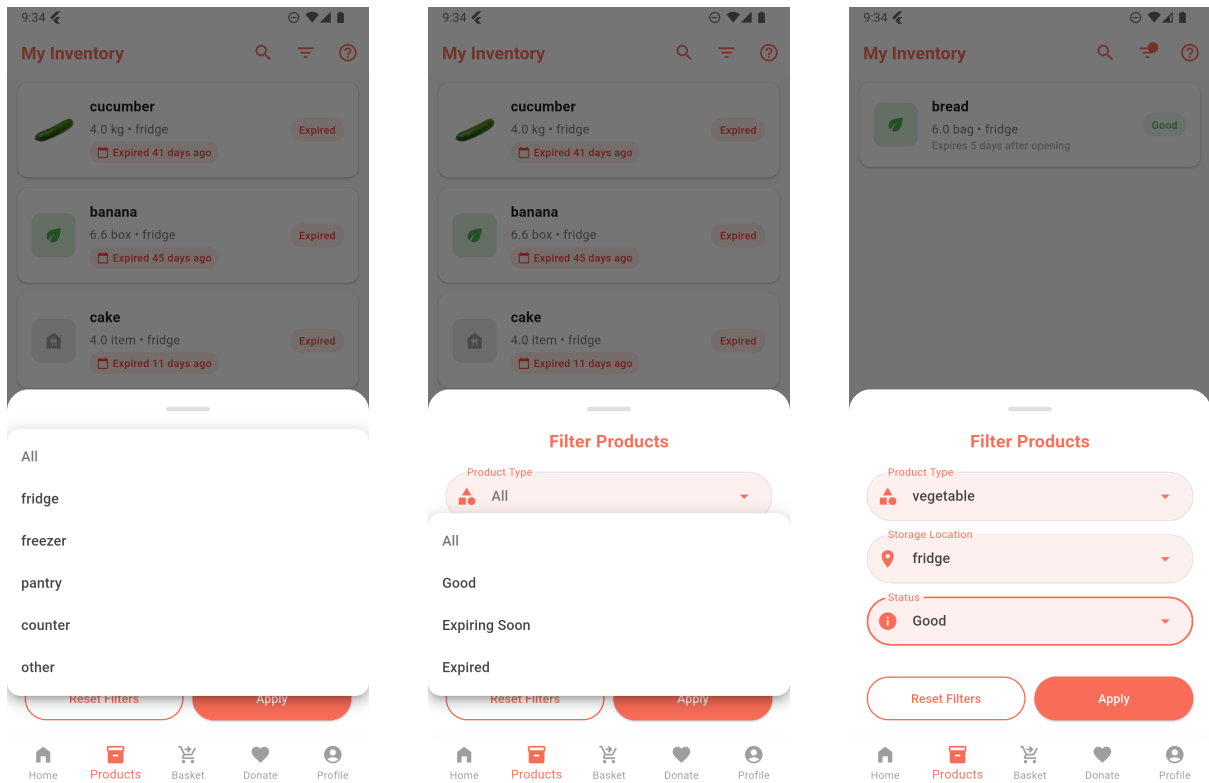 9:34
My Inventory
cucumber
4.0 kg • fridge
Expired
Expired 41 days ago
banana
6.6 box • fridge
Expired
Expired 45 days ago
cake
4.0 item • fridge
Expired
Expired 11 days ago
All
fridge
freezer
pantry
counter
other
Reset Filters
Apply
Home
Products
Basket
Donate
Profile
9:34
My Inventory
cucumber
4.0 kg • fridge
Expired
Expired 41 days ago
banana
6.6 box • fridge
Expired
Expired 45 days ago
cake
4.0 item • fridge
Expired
Expired 11 days ago
Filter Products
Product Type
All
All
Good
Expiring Soon
Expired
Reset Filters
Apply
Home
Products
Basket
Donate
Profile
9:34
My Inventory
bread
6.0 bag • fridge
Good
Expires 5 days after opening
Filter Products
Product Type
vegetable
Storage Location
fridge
Status
Good
Reset Filters
Apply
Home
Products
Basket
Donate
Profile